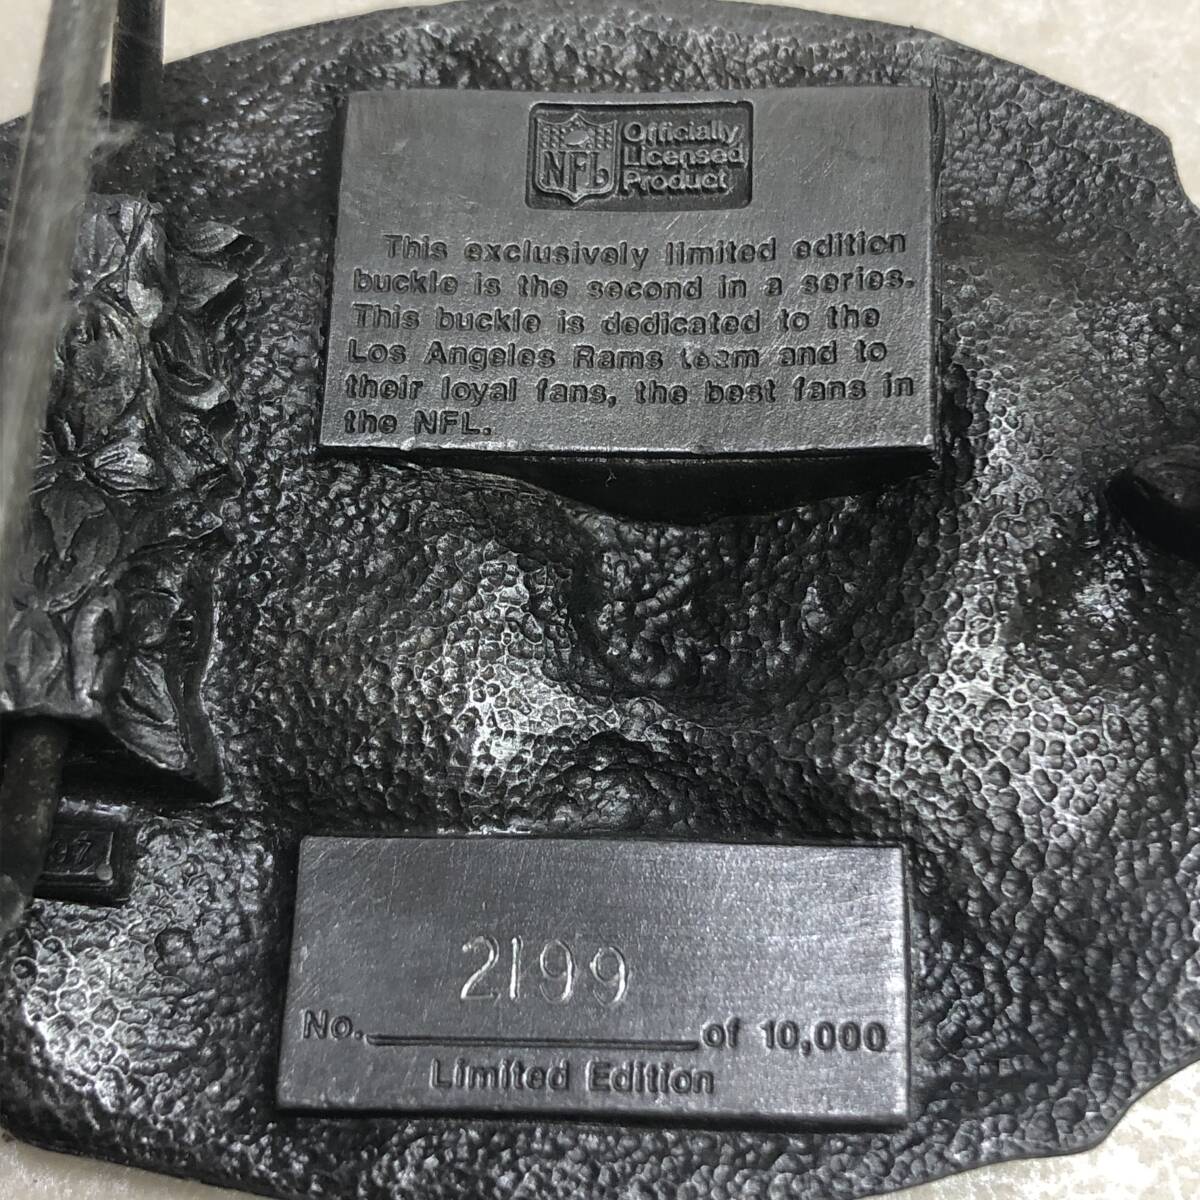 NFL
Officially
Licensed
Product
This exclusively limited edition
buckle is the second in a series.
This buckle is dedicated to the
Los Angeles Rams team and to
their loyal fans, the best fans in
the NFL.
2199
No. of 10,000
Limited Edition